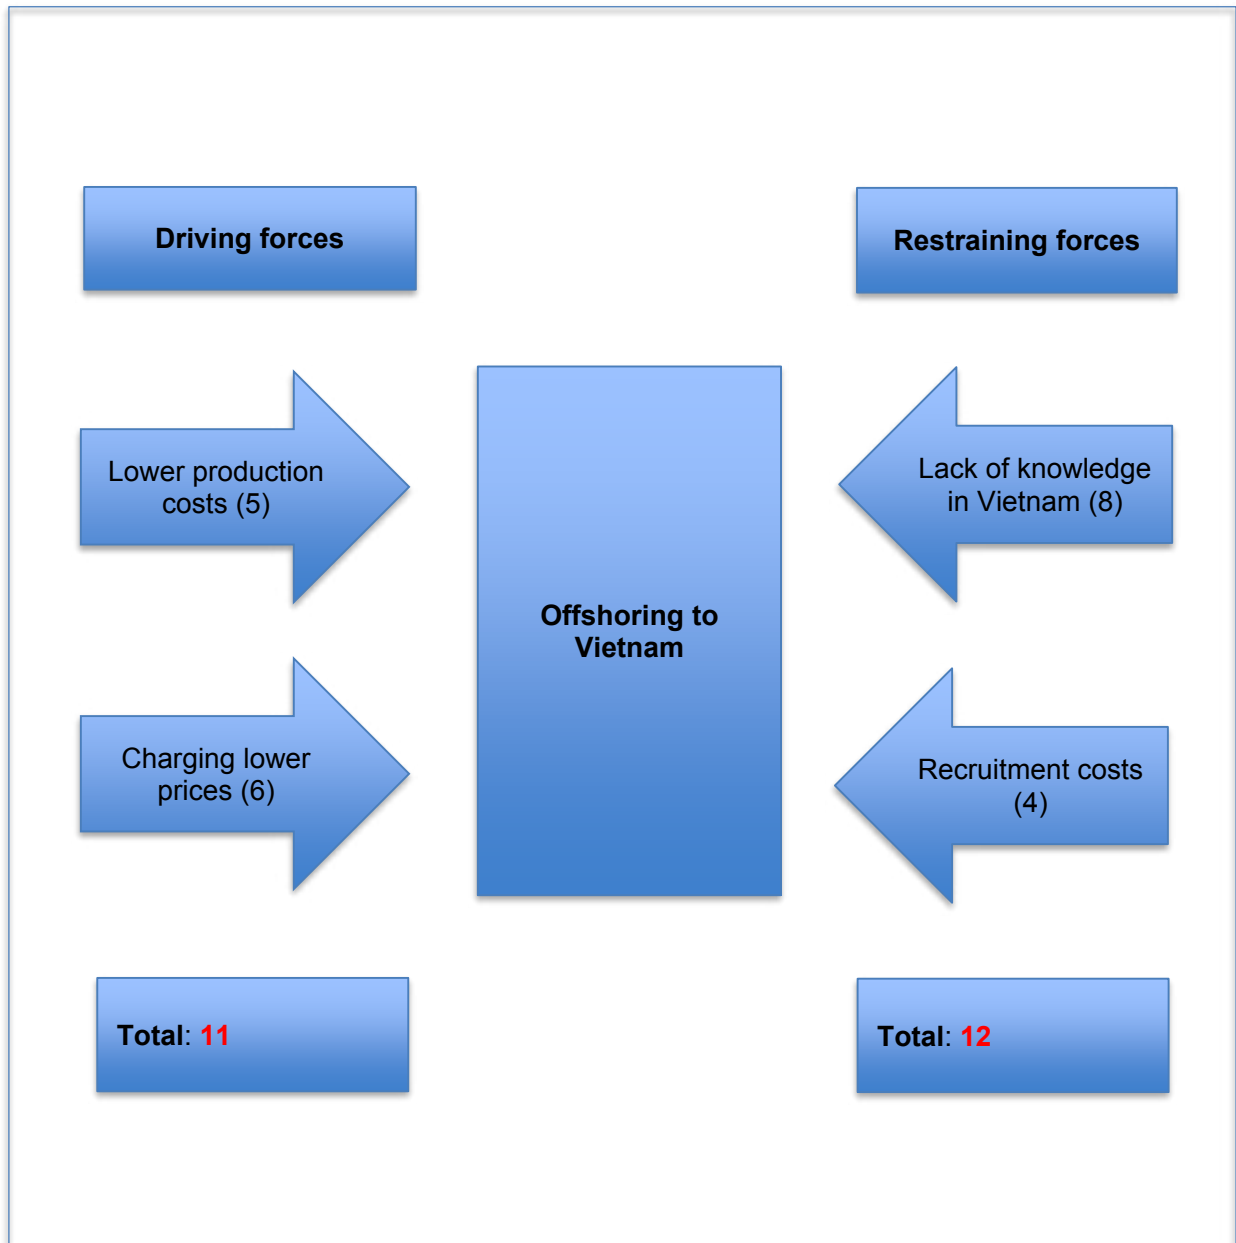 Driving forces
Restraining forces
Lower production
costs (5)
Lack of knowledge
in Vietnam (8)
Offshoring to
Vietnam
Charging lower
prices (6)
Recruitment costs
(4)
Total: 11
Total: 12